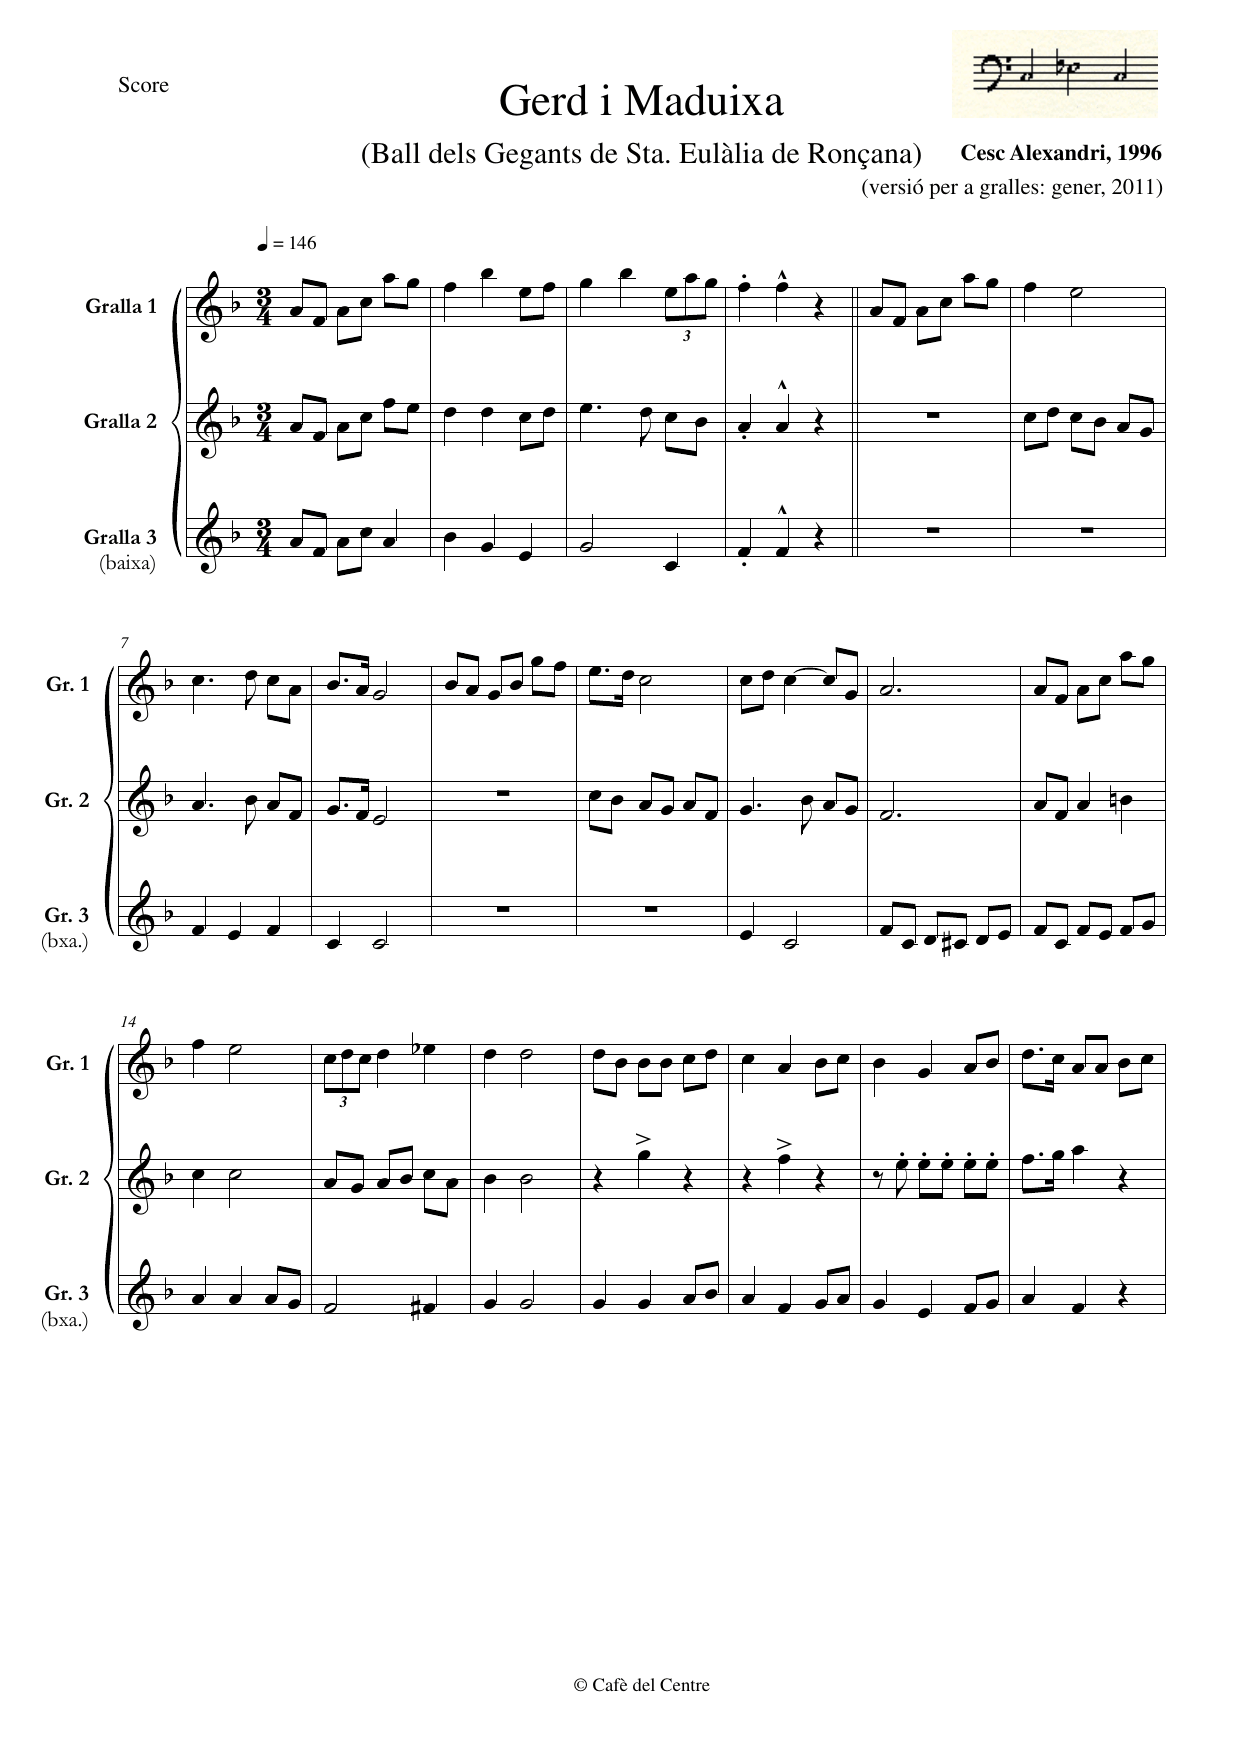 Score
Gerd i Maduixa
(Ball dels Gegants de Sta. Eulàlia de Ronçana)
Cesc Alexandri, 1996
(versió per a gralles: gener, 2011)
♩ = 146
Gralla 1
3
Gralla 2
Gralla 3
(baixa)
7
Gr. 1
Gr. 2
Gr. 3
(bxa.)
14
Gr. 1
3
Gr. 2
Gr. 3
(bxa.)
© Cafè del Centre